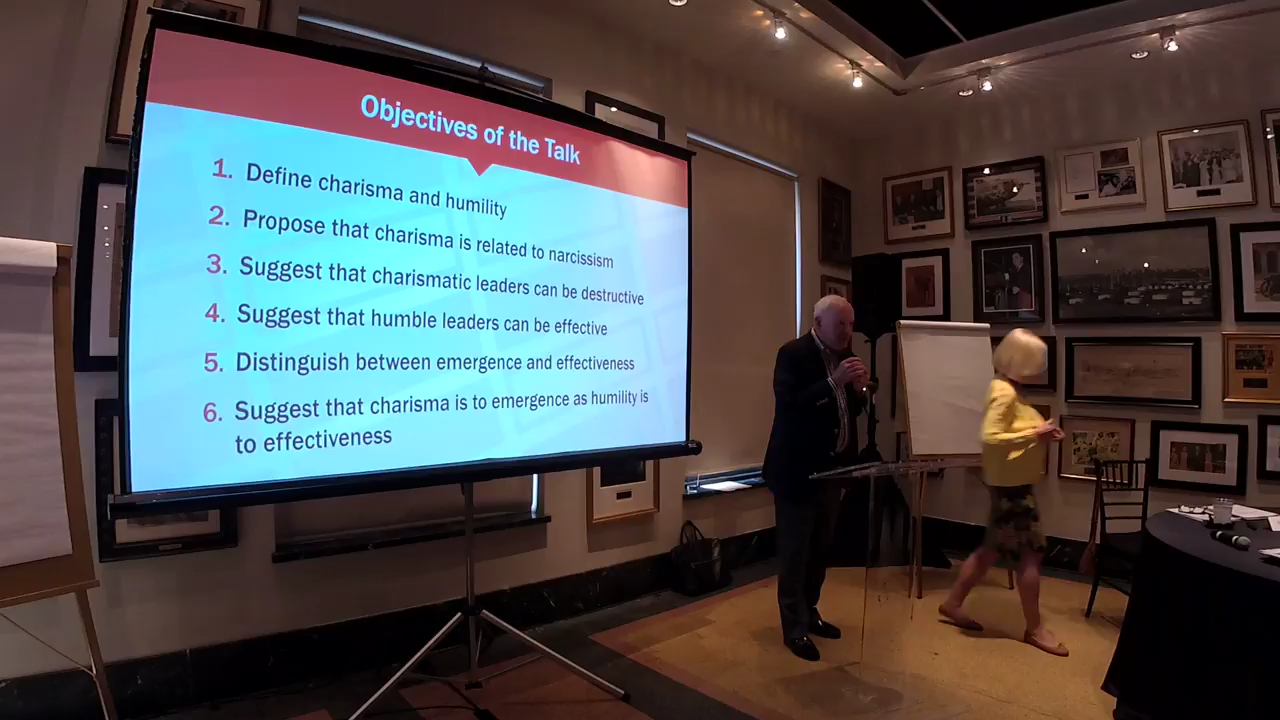 Objectives of the Talk
1. Define charisma and humility
2. Propose that charisma is related to narcissism
3. Suggest that charismatic leaders can be destructive
4. Suggest that humble leaders can be effective
5. Distinguish between emergence and effectiveness
6. Suggest that charisma is to emergence as humility is
to effectiveness